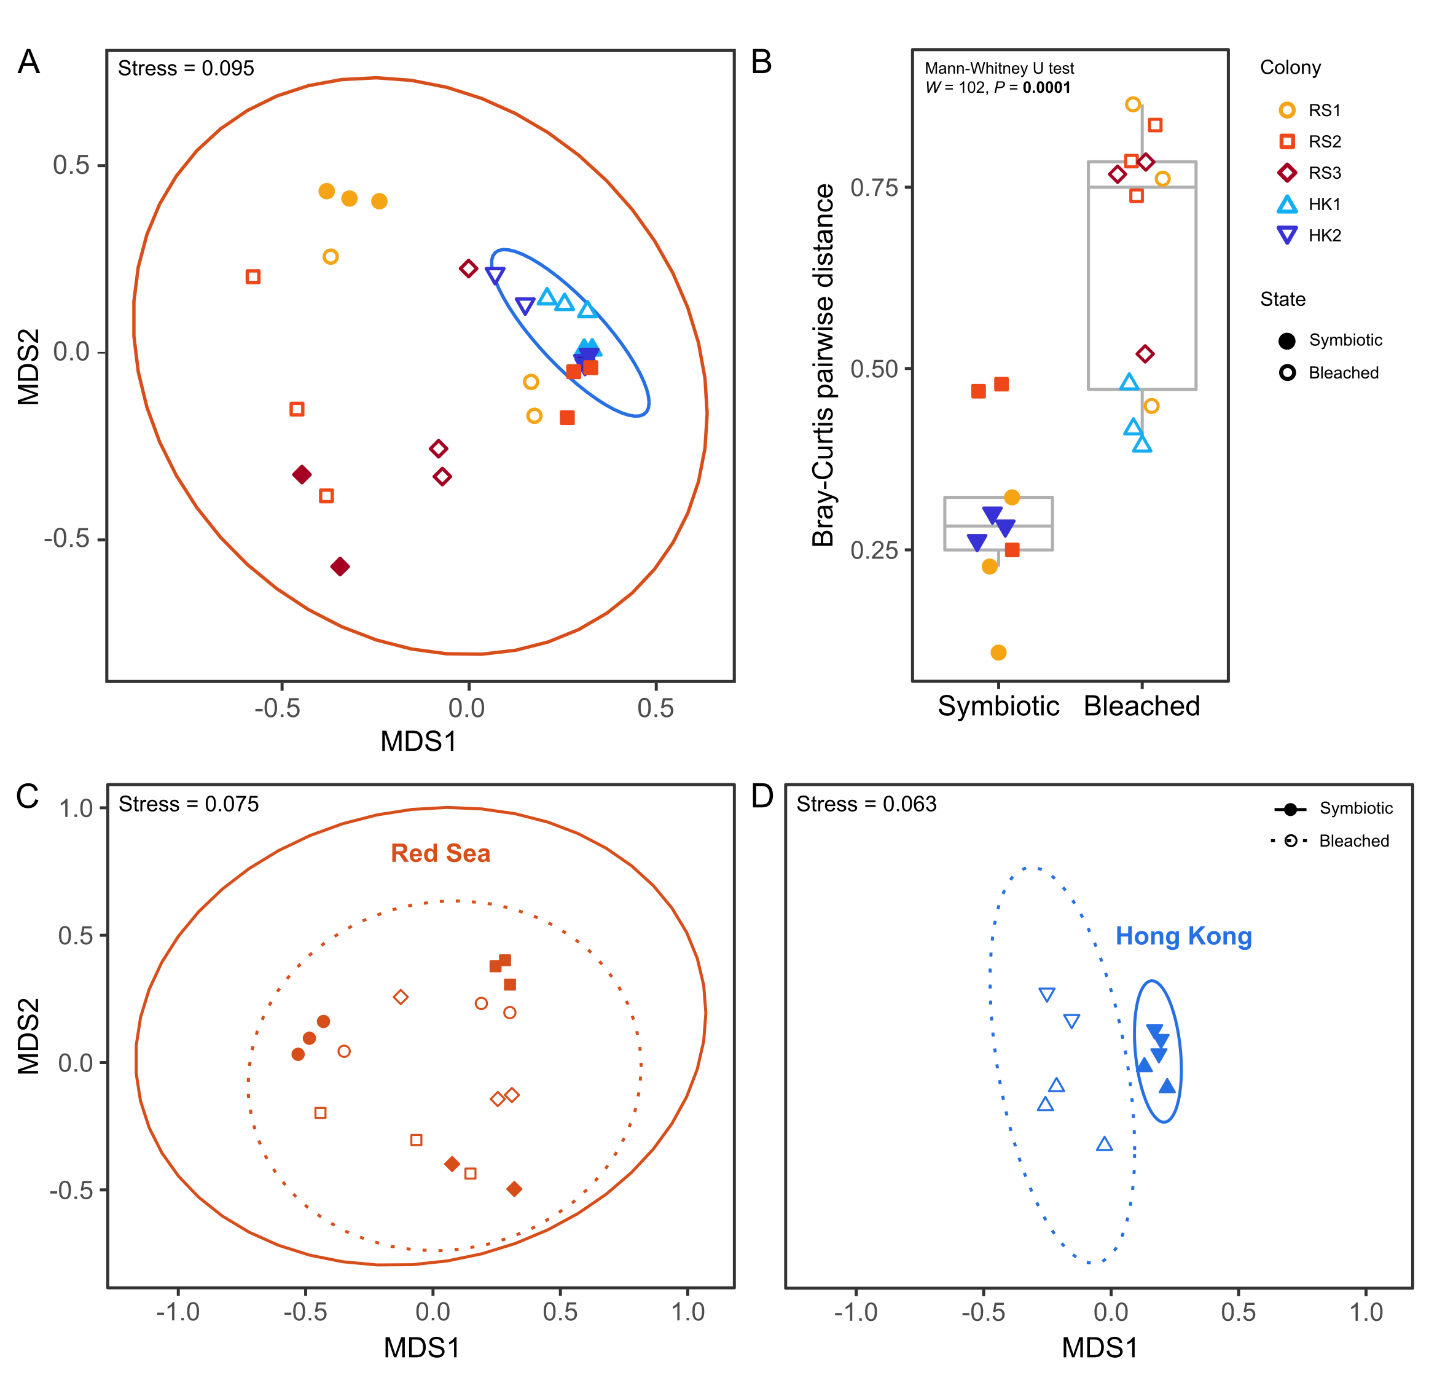 A
Stress = 0.095
0.5
0.0
-0.5
MDS2
-0.5
0.0
0.5
MDS1
B
Mann-Whitney U test
W = 102, P = 0.0001
0.75
0.50
0.25
Bray-Curtis pairwise distance
Symbiotic
Bleached
Colony
RS1
RS2
RS3
HK1
HK2
State
Symbiotic
Bleached
C
Stress = 0.075
Red Sea
1.0
0.5
0.0
-0.5
MDS2
-1.0
-0.5
0.0
0.5
1.0
MDS1
D
Stress = 0.063
Symbiotic
Bleached
Hong Kong
-1.0
-0.5
0.0
0.5
1.0
MDS1